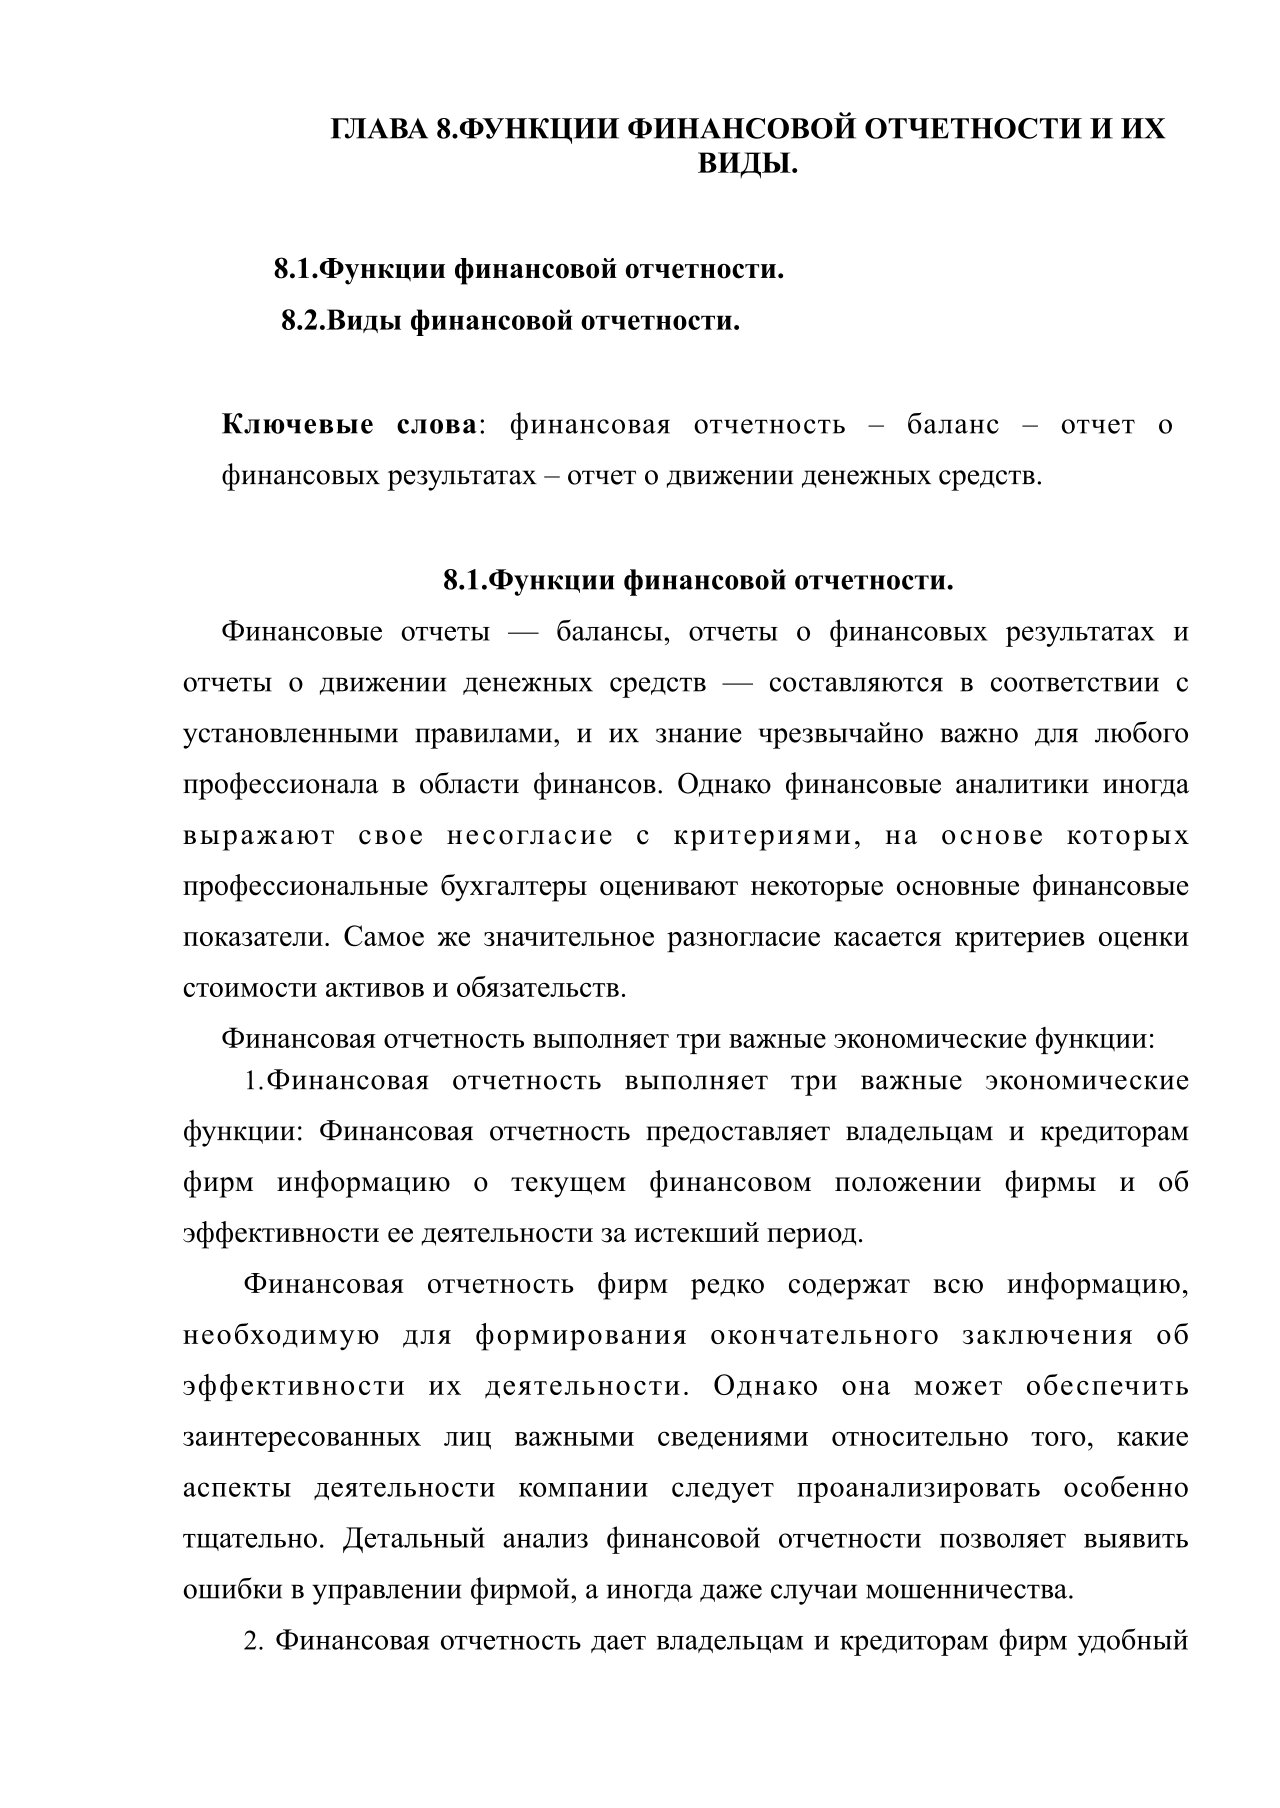 ГЛАВА 8.ФУНКЦИИ ФИНАНСОВОЙ ОТЧЕТНОСТИ И ИХ
ВИДЫ.
8.1.Функции финансовой отчетности.
8.2.Виды финансовой отчетности.
Ключевые слова: финансовая отчетность – баланс – отчет о
финансовых результатах – отчет о движении денежных средств.
8.1.Функции финансовой отчетности.
Финансовые отчеты — балансы, отчеты о финансовых результатах и
отчеты о движении денежных средств — составляются в соответствии с
установленными правилами, и их знание чрезвычайно важно для любого
профессионала в области финансов. Однако финансовые аналитики иногда
выражают свое несогласие с критериями, на основе которых
профессиональные бухгалтеры оценивают некоторые основные финансовые
показатели. Самое же значительное разногласие касается критериев оценки
стоимости активов и обязательств.
Финансовая отчетность выполняет три важные экономические функции:
1.Финансовая отчетность выполняет три важные экономические
функции: Финансовая отчетность предоставляет владельцам и кредиторам
фирм информацию о текущем финансовом положении фирмы и об
эффективности ее деятельности за истекший период.
Финансовая отчетность фирм редко содержат всю информацию,
необходимую для формирования окончательного заключения об
эффективности их деятельности. Однако она может обеспечить
заинтересованных лиц важными сведениями относительно того, какие
аспекты деятельности компании следует проанализировать особенно
тщательно. Детальный анализ финансовой отчетности позволяет выявить
ошибки в управлении фирмой, а иногда даже случаи мошенничества.
2. Финансовая отчетность дает владельцам и кредиторам фирм удобный